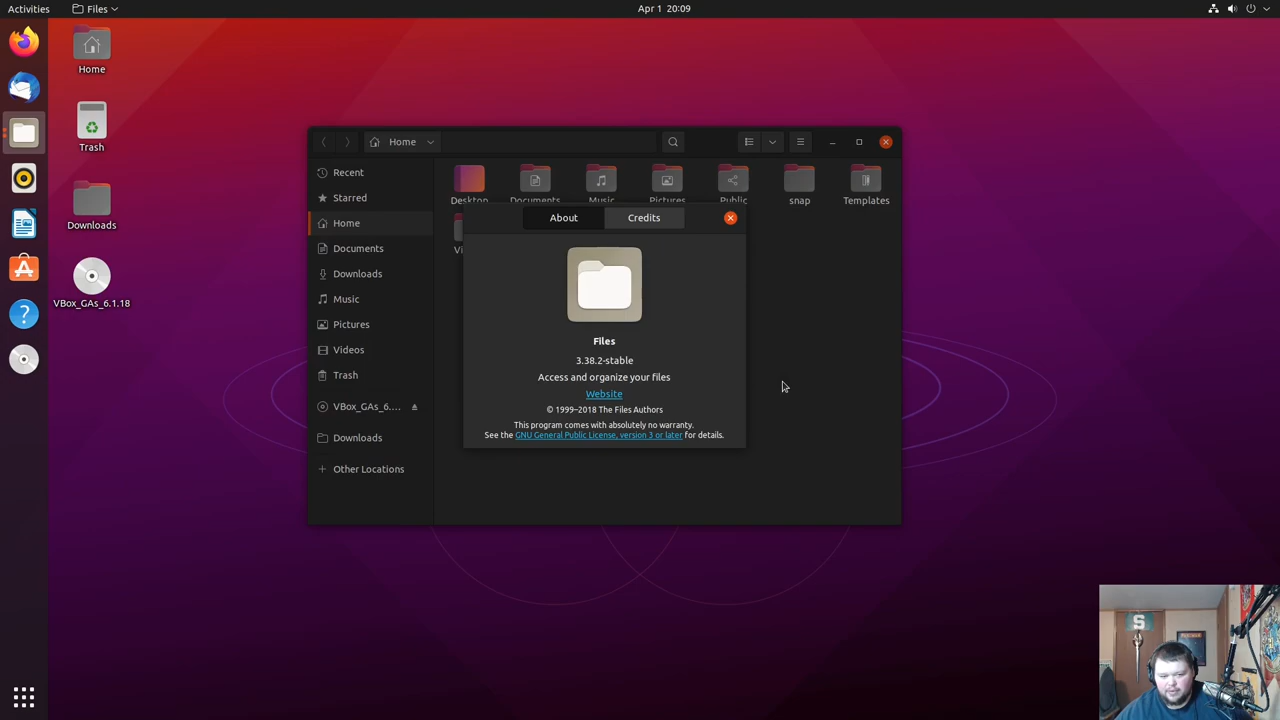 Activities
Files
Apr 1 20:09
Home
Trash
Downloads
VBox_GAs_6.1.18
Home
Recent
Starred
Home
Documents
Downloads
Music
Pictures
Videos
Trash
VBox_GAs_6....
Downloads
Other Locations
Desktop
Documents
Music
Pictures
Public
snap
Templates
Vi
About
Credits
Files
3.38.2-stable
Access and organize your files
Website
© 1999–2018 The Files Authors
This program comes with absolutely no warranty.
See the GNU General Public License, version 3 or later for details.
S